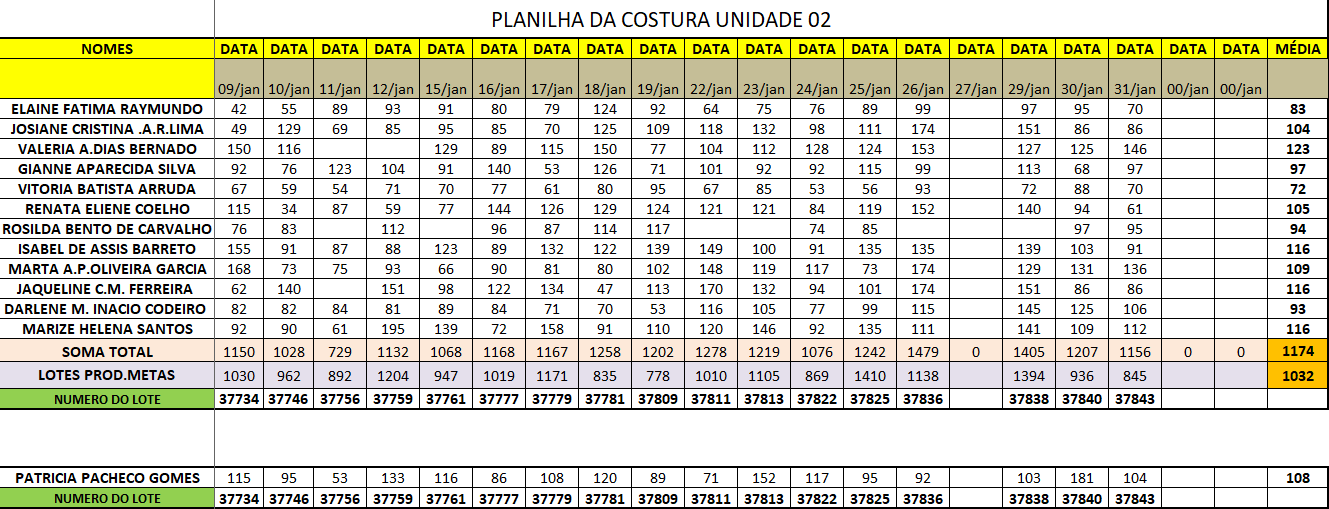 PLANILHA DA COSTURA UNIDADE 02
NOMES DATA DATA DATA DATA DATA DATA DATA DATA DATA DATA DATA DATA DATA DATA DATA DATA DATA DATA DATA DATA MÉDIA
09/jan 10/jan 11/jan 12/jan 15/jan 16/jan 17/jan 18/jan 19/jan 22/jan 23/jan 24/jan 25/jan 26/jan 27/jan 29/jan 30/jan 31/jan 00/jan 00/jan
ELAINE FATIMA RAYMUNDO 42 55 89 93 91 80 79 124 92 64 75 76 89 99 97 95 70 83
JOSIANE CRISTINA .A.R.LIMA 49 129 69 85 95 85 70 125 109 118 132 98 111 174 151 86 86 104
VALERIA A.DIAS BERNADO 150 116 129 89 115 150 77 104 112 128 124 153 127 125 146 123
GIANNE APARECIDA SILVA 92 76 123 104 91 140 53 126 71 101 92 92 115 99 113 68 97 97
VITORIA BATISTA ARRUDA 67 59 54 71 70 77 61 80 95 67 85 53 56 93 72 88 70 72
RENATA ELIENE COELHO 115 34 87 59 77 144 126 129 124 121 121 84 119 152 140 94 61 105
ROSILDA BENTO DE CARVALHO 76 83 112 96 87 114 117 74 85 97 95 94
ISABEL DE ASSIS BARRETO 155 91 87 88 123 89 132 122 139 149 100 91 135 135 139 103 91 116
MARTA A.P.OLIVEIRA GARCIA 168 73 75 93 66 90 81 80 102 148 119 117 73 174 129 131 136 109
JAQUELINE C.M. FERREIRA 62 140 151 98 122 134 47 113 170 132 94 101 174 151 86 86 116
DARLENE M. INACIO CODEIRO 82 82 84 81 89 84 71 70 53 116 105 77 99 115 145 125 106 93
MARIZE HELENA SANTOS 92 90 61 195 139 72 158 91 110 120 146 92 135 111 141 109 112 116
SOMA TOTAL 1150 1028 729 1132 1068 1168 1167 1258 1202 1278 1219 1076 1242 1479 0 1405 1207 1156 0 0 1174
LOTES PROD.METAS 1030 962 892 1204 947 1019 1171 835 778 1010 1105 869 1410 1138 1394 936 845 1032
NUMERO DO LOTE 37734 37746 37756 37759 37761 37777 37779 37781 37809 37811 37813 37822 37825 37836 37838 37840 37843
PATRICIA PACHECO GOMES 115 95 53 133 116 86 108 120 89 71 152 117 95 92 103 181 104 108
NUMERO DO LOTE 37734 37746 37756 37759 37761 37777 37779 37781 37809 37811 37813 37822 37825 37836 37838 37840 37843